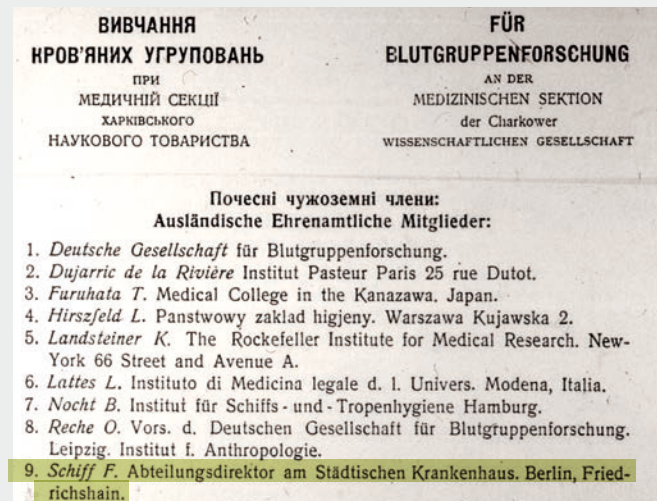 ВИВЧАННЯ
КРОВ'ЯНИХ УГРУПОВАНЬ
ПРИ
МЕДИЧНІЙ СЕКЦІЇ
ХАРКІВСЬКОГО
НАУКОВОГО ТОВАРИСТВА
FÜR
BLUTGRUPPENFORSCHUNG
AN DER
MEDIZINISCHEN SEKTION
der Charkower
WISSENSCHAFTLICHEN GESELLSCHAFT
Почесні чужоземні члени:
Ausländische Ehrenamtliche Mitglieder:
1. Deutsche Gesellschaft für Blutgruppenforschung.
2. Dujarric de la Rivière Institut Pasteur Paris 25 rue Dutot.
3. Furuhata T. Medical College in the Kanazawa. Japan.
4. Hirszfeld L. Panstwowy zaklad higjeny. Warszawa Kujawska 2.
5. Landsteiner K. The Rockefeller Institute for Medical Research. New-
York 66 Street and Avenue A.
6. Lattes L. Instituto di Medicina legale d. l. Univers. Modena, Italia.
7. Nocht B. Institut für Schiffs - und - Tropenhygiene Hamburg.
8. Reche O. Vors. d. Deutschen Gesellschaft für Blutgruppenforschung.
Leipzig. Institut f. Anthropologie.
9. Schiff F. Abteilungsdirektor am Städtischen Krankenhaus. Berlin, Fried-
richshain.